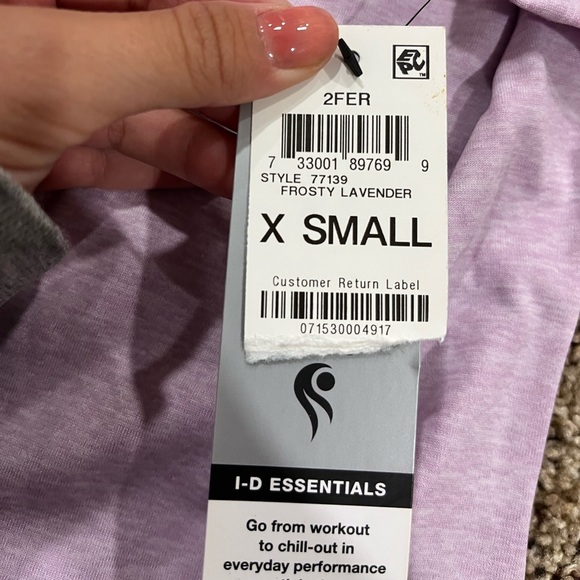 2FER
7 33001 89769 9
STYLE 77139
FROSTY LAVENDER
X SMALL
Customer Return Label
071530004917
I-D ESSENTIALS
Go from workout
to chill-out in
everyday performance